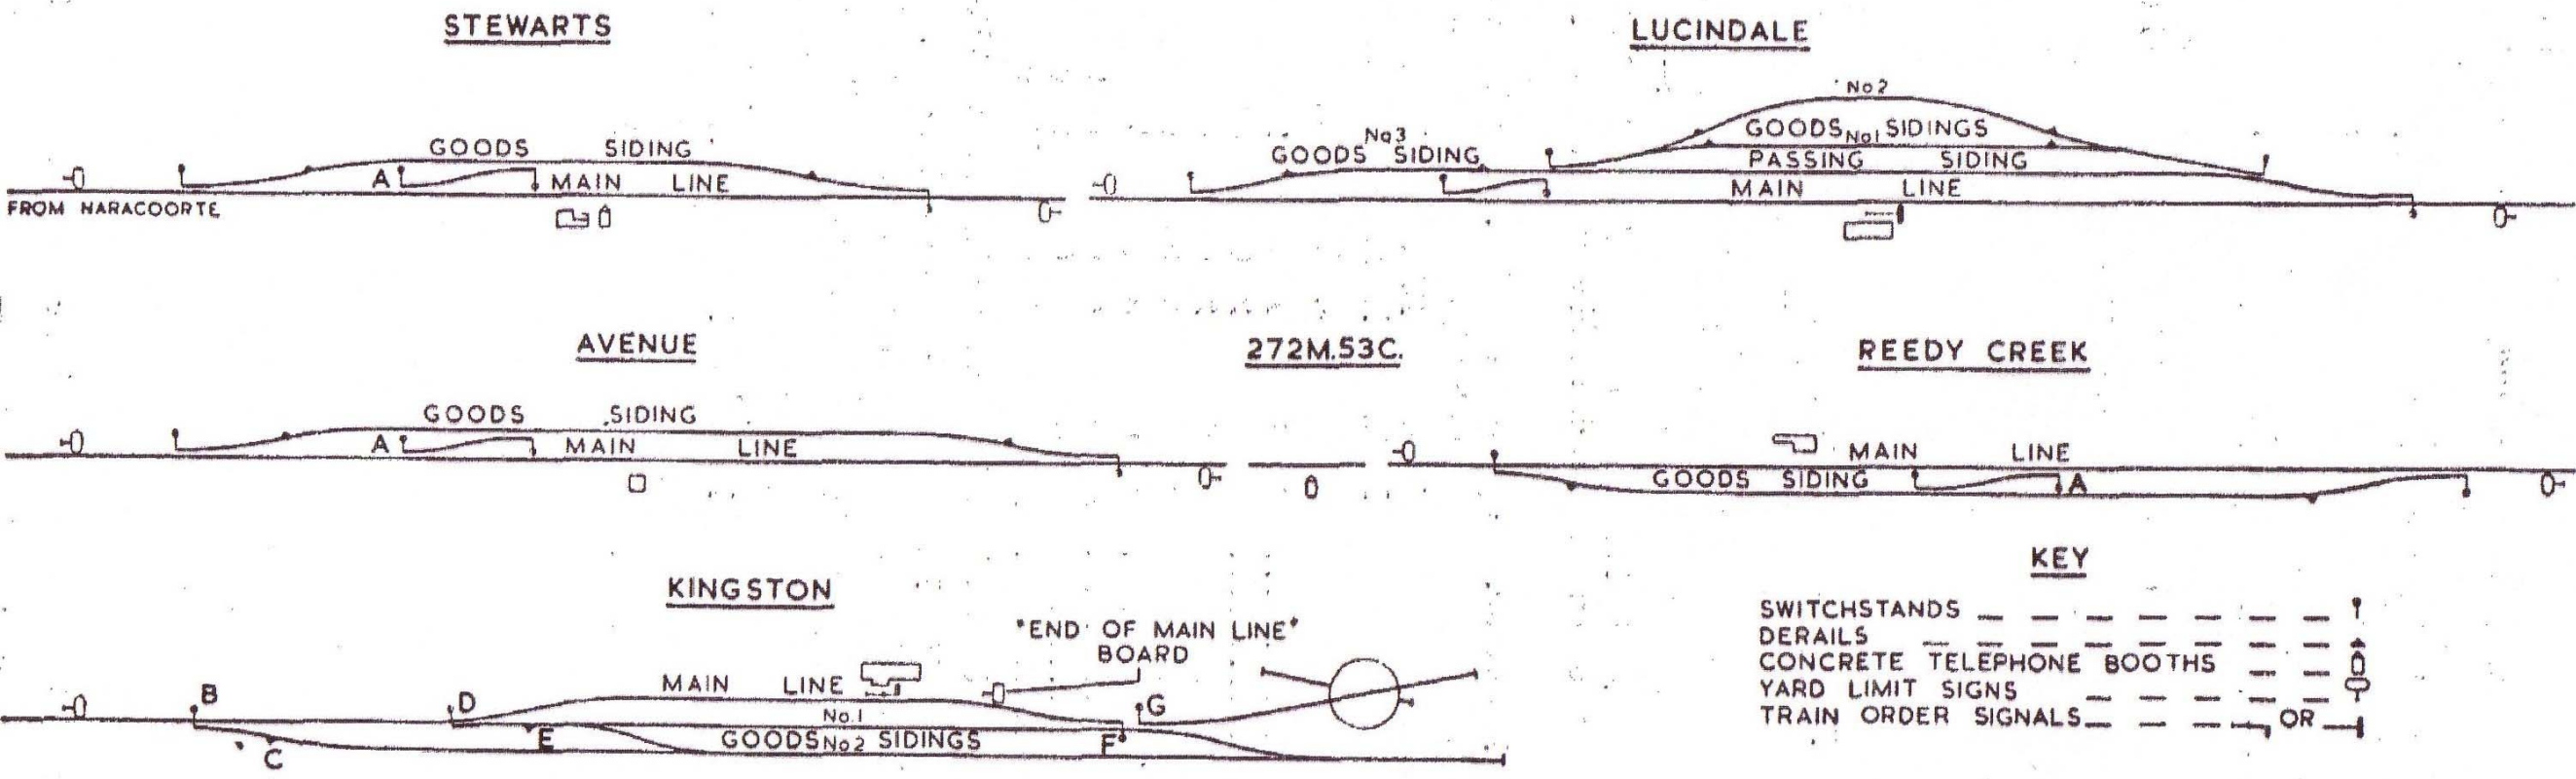 STEWARTS
GOODS SIDING
A
MAIN LINE
FROM NARACOORTE
LUCINDALE
No2
GOODS No1 SIDINGS
No3
GOODS SIDING
PASSING SIDING
MAIN LINE
AVENUE
GOODS SIDING
A
MAIN LINE
272M.53C.
REEDY CREEK
MAIN LINE
GOODS SIDING
A
KINGSTON
"END OF MAIN LINE"
BOARD
MAIN LINE
B
D
G
No.1
E
GOODS No2 SIDINGS
F
C
KEY
SWITCHSTANDS
DERAILS
CONCRETE TELEPHONE BOOTHS
YARD LIMIT SIGNS
TRAIN ORDER SIGNALS OR